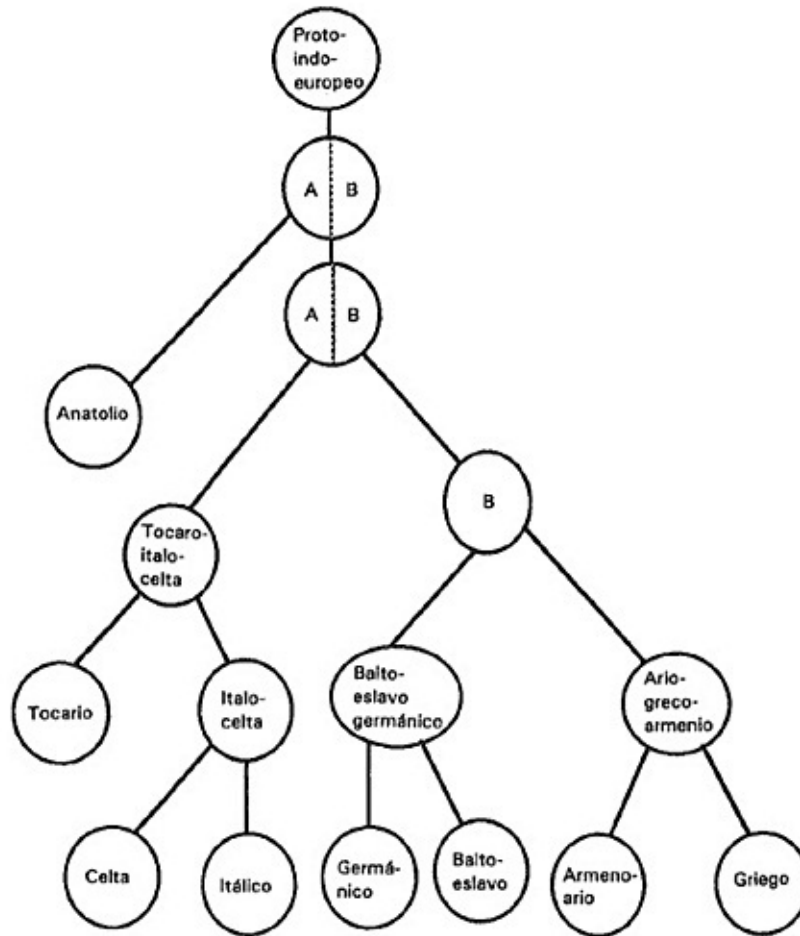 Proto-
indo-
europeo
A B
A B
Anatolio
B
Tocaro-
italo-
celta
Tocario
Italo-
celta
Balto-
eslavo
germánico
Ario-
greco-
armenio
Celta
Itálico
Germá-
nico
Balto-
eslavo
Armeno-
ario
Griego